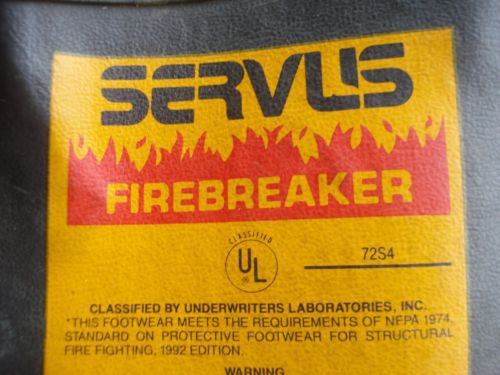 SERVUS
FIREBREAKER
CLASSIFIED
UL
®
72S4
CLASSIFIED BY UNDERWRITERS LABORATORIES, INC.
"THIS FOOTWEAR MEETS THE REQUIREMENTS OF NFPA 1974,
STANDARD ON PROTECTIVE FOOTWEAR FOR STRUCTURAL
FIRE FIGHTING, 1992 EDITION.
WARNING